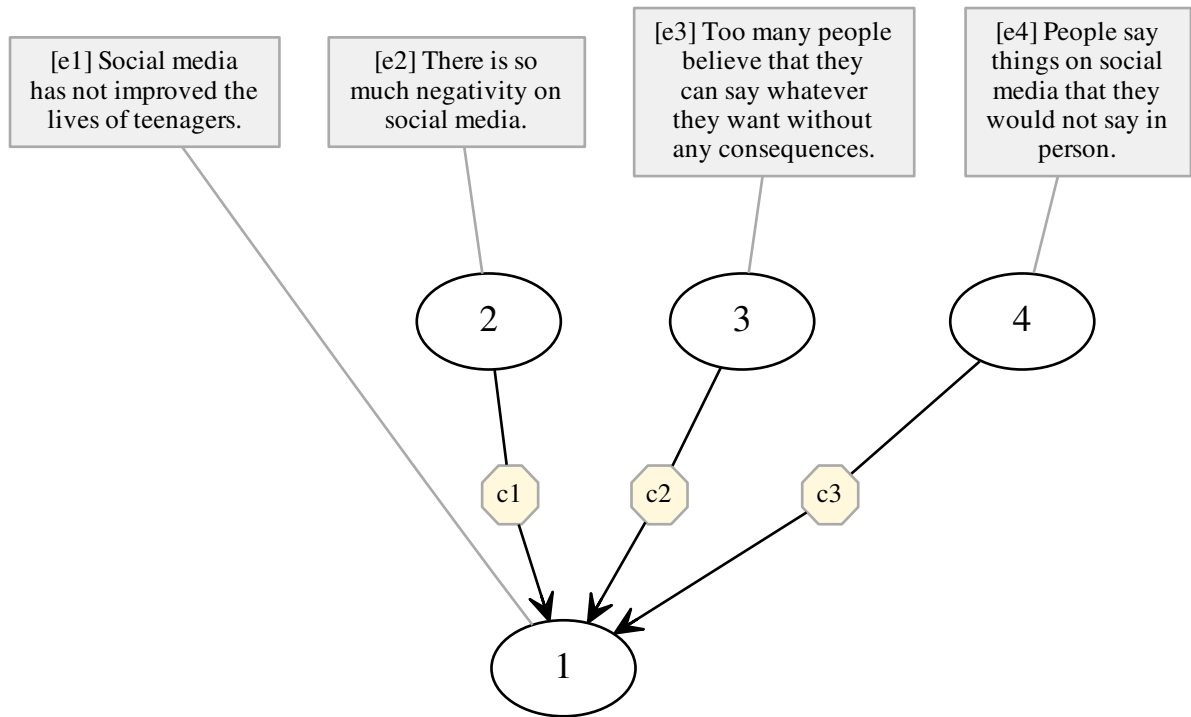 [e1] Social media
has not improved the
lives of teenagers.
[e2] There is so
much negativity on
social media.
[e3] Too many people
believe that they
can say whatever
they want without
any consequences.
[e4] People say
things on social
media that they
would not say in
person.
2
3
4
c1
c2
c3
1